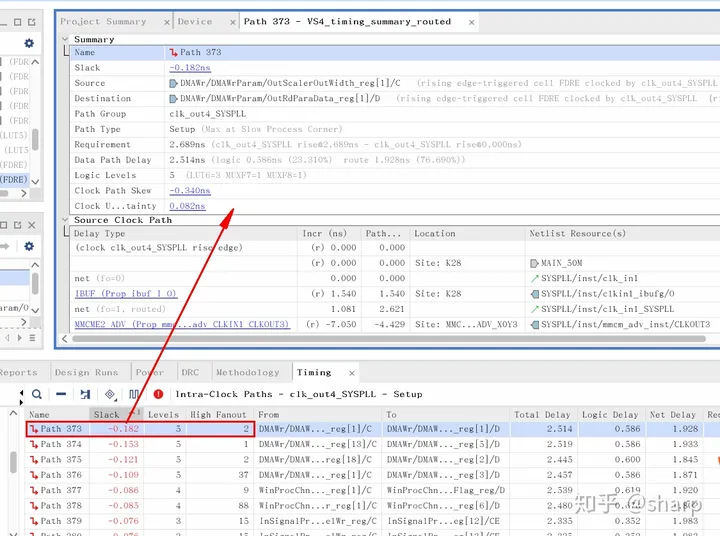 Project Summary × Device × Path 373 - VS4_timing_summary_routed ×
Summary
Name Path 373
Slack -0.182ns
Source DMAWr/DMAWrParam/OutScalerOutWidth_reg[1]/C (rising edge-triggered cell FDRE clocked by clk_out4_SYSPLL
Destination DMAWr/DMAWrParam/OutRdParaData_reg[1]/D (rising edge-triggered cell FDRE clocked by clk_out4_SYSPLL {r
Path Group clk_out4_SYSPLL
Path Type Setup (Max at Slow Process Corner)
Requirement 2.689ns (clk_out4_SYSPLL rise@2.689ns - clk_out4_SYSPLL rise@0.000ns)
Data Path Delay 2.514ns (logic 0.586ns (23.310%) route 1.928ns (76.690%))
Logic Levels 5 (LUT6=3 MUXF7=1 MUXF8=1)
Clock Path Skew -0.340ns
Clock U...tainty 0.082ns
(FDR
(FDR
(FDR
(FDR
(FDR
LUT5)
(LUT6)
(FDRE)
(FDRE)
Source Clock Path
Delay Type Incr (ns) Path... Location Netlist Resource(s)
(clock clk_out4_SYSPLL rise edge) (r) 0.000 0.000
(r) 0.000 0.000 Site: K28 MAIN_50M
net (fo=0) 0.000 0.000 SYSPLL/inst/clk_in1
IBUF (Prop ibuf I O) (r) 1.540 1.540 Site: K28 SYSPLL/inst/clkin1_ibufg/O
net (fo=1, routed) 1.081 2.621 SYSPLL/inst/clk_in1_SYSPLL
MMCME2 ADV (Prop mmc...adv CLKIN1 CLKOUT3) (r) -7.050 -4.429 Site: MMC...ADV_X0Y3 SYSPLL/inst/mmcm_adv_inst/CLKOUT3
aram/O
Reports Design Runs Power DRC Methodology Timing ×
Intra-Clock Paths - clk_out4_SYSPLL - Setup
Name Slack Levels High Fanout From To Total Delay Logic Delay Net Delay Re
Path 373 -0.182 5 2 DMAWr/DMAW..._reg[1]/C DMAWr/DMAW..._reg[1]/D 2.514 0.586 1.928
Path 374 -0.153 5 1 DMAWr/DMAW...reg[13]/C DMAWr/DMAW..._reg[5]/D 2.519 0.586 1.933
Path 375 -0.121 5 2 DMAWr/DMAW...reg[18]/C DMAWr/DMAW..._reg[2]/D 2.445 0.600 1.845
Path 376 -0.109 5 37 DMAWr/DMAW..._reg[1]/C DMAWr/DMAW..._reg[3]/D 2.457 0.586 1.871
Path 377 -0.086 4 9 WinProcChn..._reg[1]/C WinProcChn...Flag_reg/D 2.539 0.619 1.920
Path 378 -0.085 4 88 WinProcChn...r_reg[1]/C WinProcChn..._reg[6]/D 2.480
Path 379 -0.076 3 15 InSignalPr...elWr_reg/C InSignalPr...eg[12]/CE 2.335 0.352 1.983
知乎 @sharp